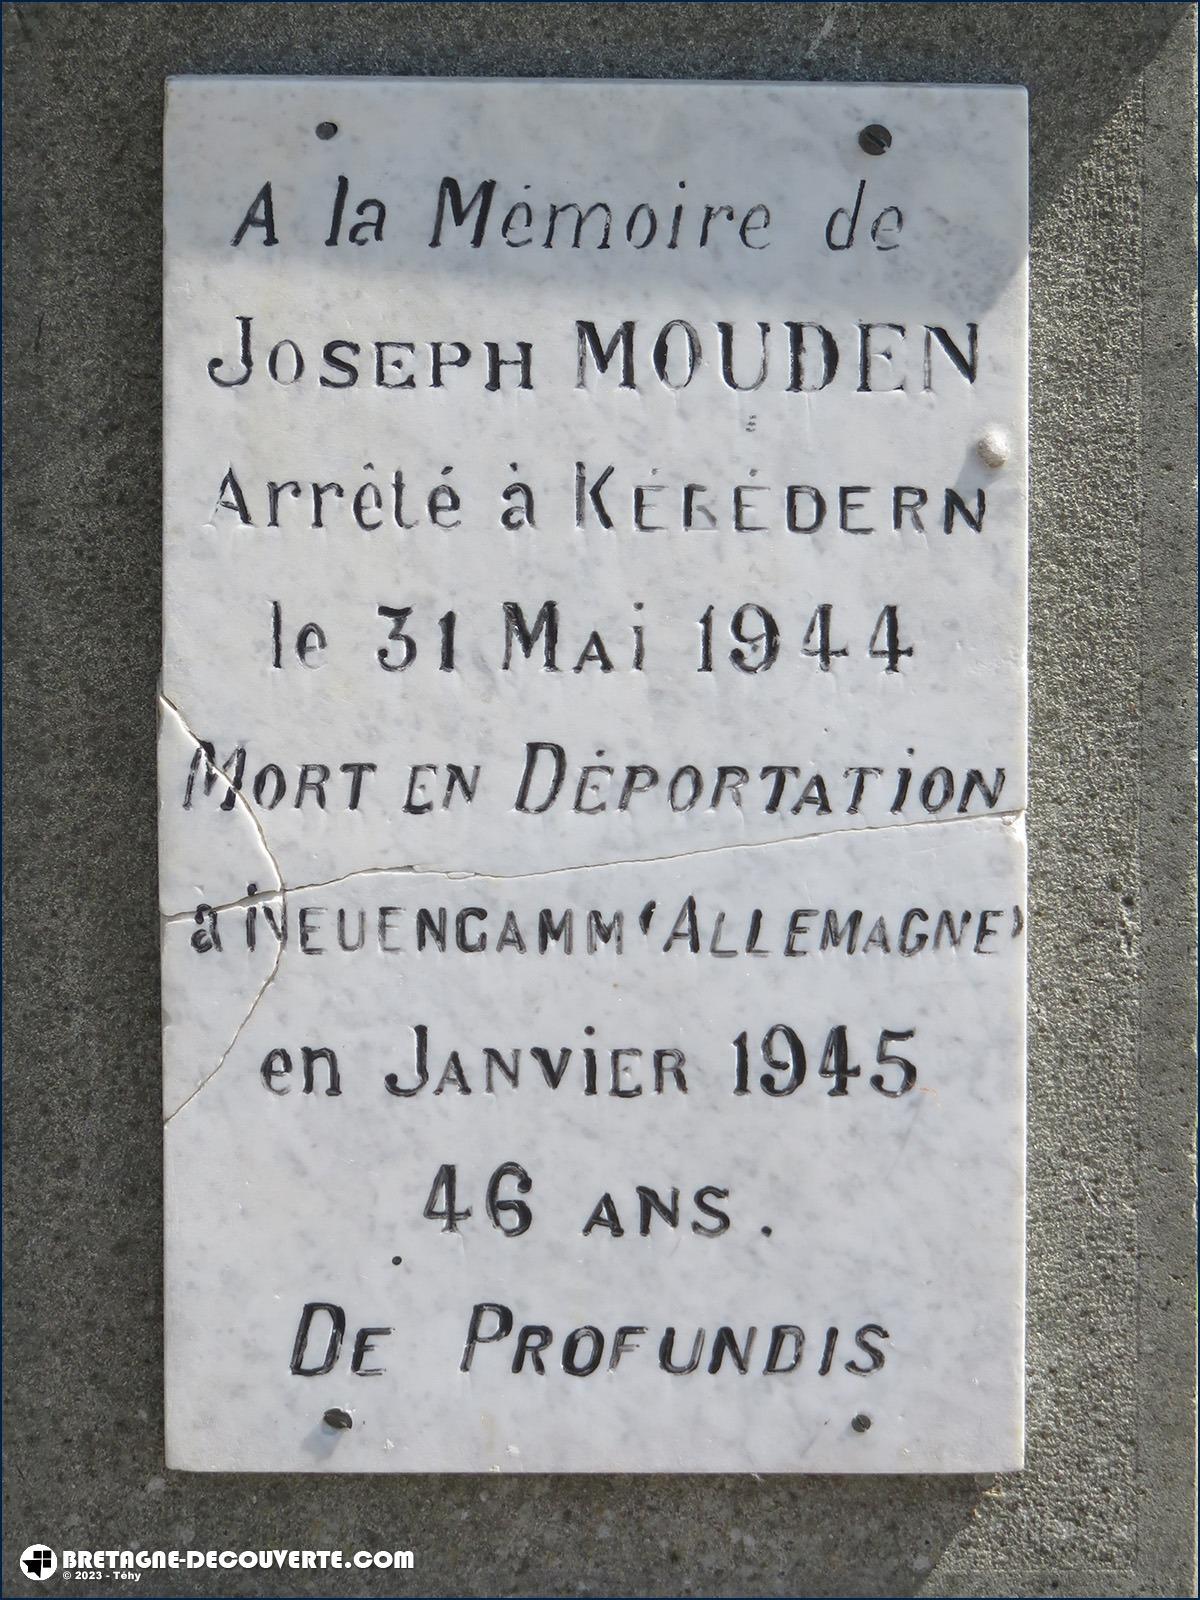 A la Mémoire de
JOSEPH MOUDEN
Arrêté à KÉRÉDERN
le 31 MAi 1944
MORT EN DÉPORTATiON
à NEUENGAMM (ALLEMAGNE)
en JANViER 1945
46 ANS.
DE PROFUNDIS
BRETAGNE-DECOUVERTE.COM
© 2023 - Téhy